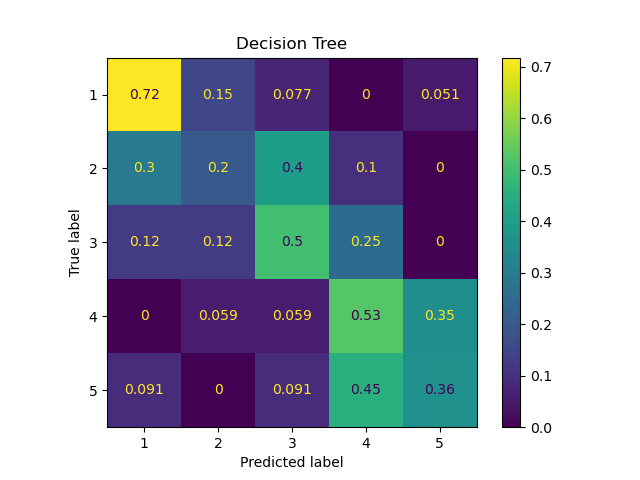 Decision Tree
0.7
1 0.72 0.15 0.077 0 0.051
0.6
0.5
2 0.3 0.2 0.4 0.1 0
0.4
True label
3 0.12 0.12 0.5 0.25 0
0.3
4 0 0.059 0.059 0.53 0.35
0.2
5 0.091 0 0.091 0.45 0.36
0.1
0.0
1 2 3 4 5
Predicted label